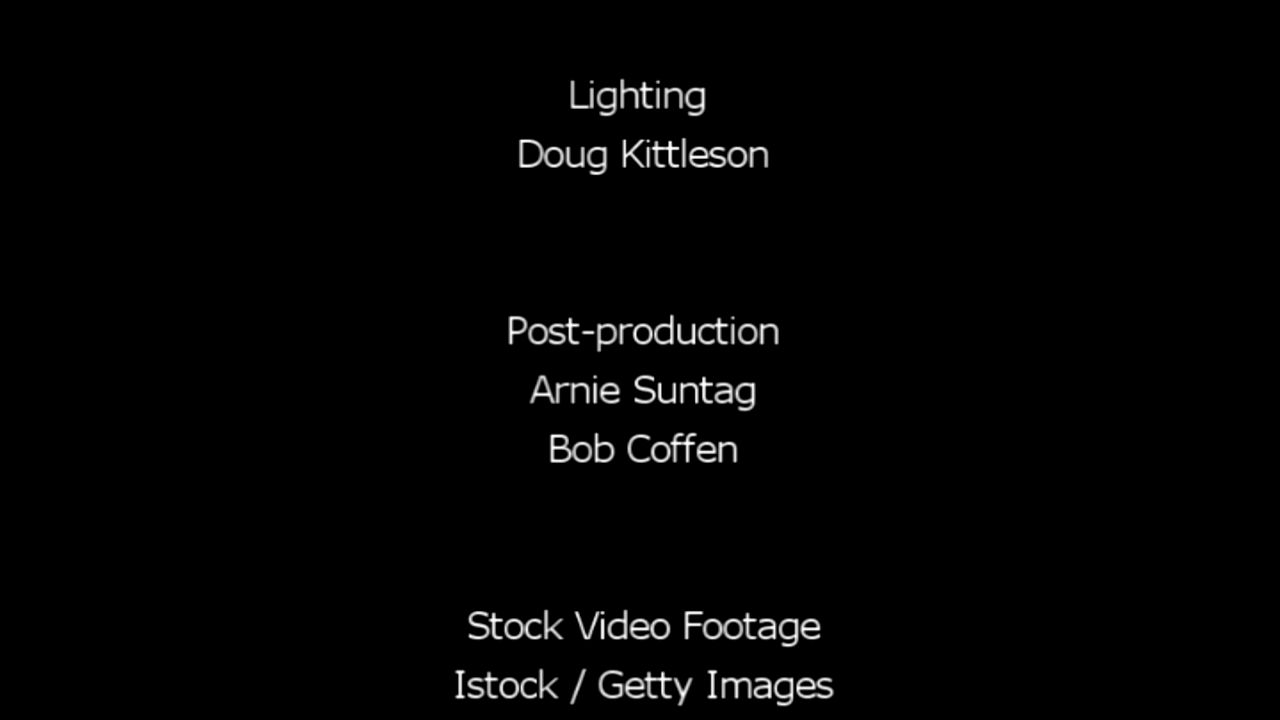 Lighting
Doug Kittleson
Post-production
Arnie Suntag
Bob Coffen
Stock Video Footage
Istock / Getty Images